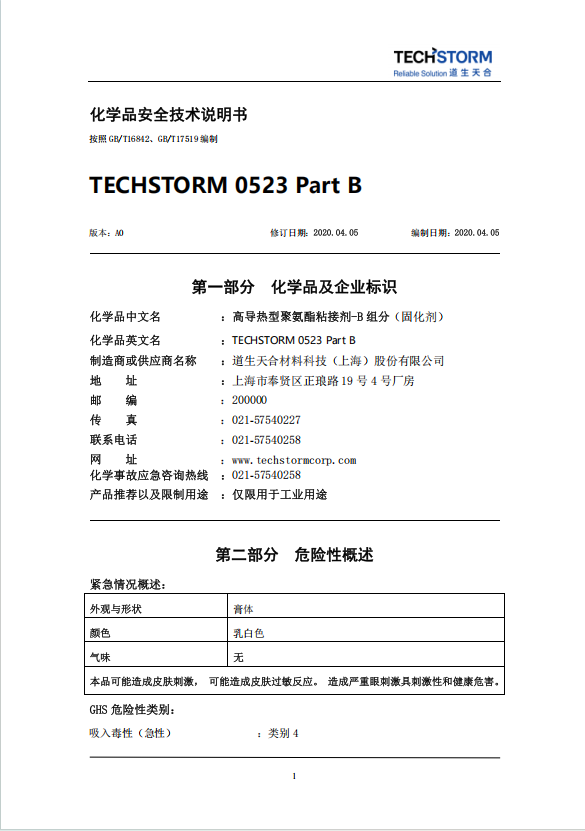 TECHSTORM
Reliable Solution 道生天合
化学品安全技术说明书
按照 GB/T16842、GB/T17519 编制
TECHSTORM 0523 Part B
版本：A0 修订日期：2020.04.05 编制日期：2020.04.05
第一部分 化学品及企业标识
化学品中文名 ：高导热型聚氨酯粘接剂-B 组分（固化剂）
化学品英文名 ：TECHSTORM 0523 Part B
制造商或供应商名称 ：道生天合材料科技（上海）股份有限公司
地 址 ：上海市奉贤区正琅路 19 号 4 号厂房
邮 编 ：200000
传 真 ：021-57540227
联系电话 ：021-57540258
网 址 ：www.techstormcorp.com
化学事故应急咨询热线 ：021-57540258
产品推荐以及限制用途 ：仅限用于工业用途
第二部分 危险性概述
紧急情况概述：
外观与形状 膏体
颜色 乳白色
气味 无
本品可能造成皮肤刺激， 可能造成皮肤过敏反应。 造成严重眼刺激具刺激性和健康危害。
GHS 危险性类别：
吸入毒性（急性） ：类别 4
1